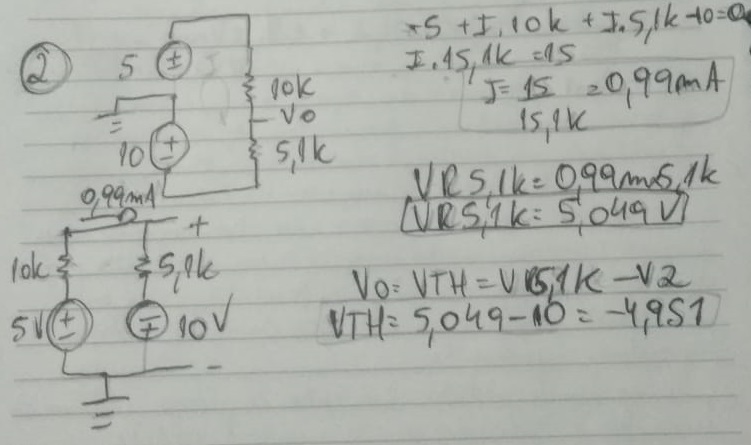 2
5 ±
10k
Vo
10 ±
5,1k
0,99mA
+
10k
5,1k
5V ±
∓ 10V
-
-5 + I.10k + I.5,1k -10=0
I.15,1k =15
I= 15 = 0,99mA
15,1k
VR5,1k= 0,99m×5,1k
VR5,1k= 5,049V
Vo= VTH= VR5,1k -V2
VTH= 5,049-10 = -4,951